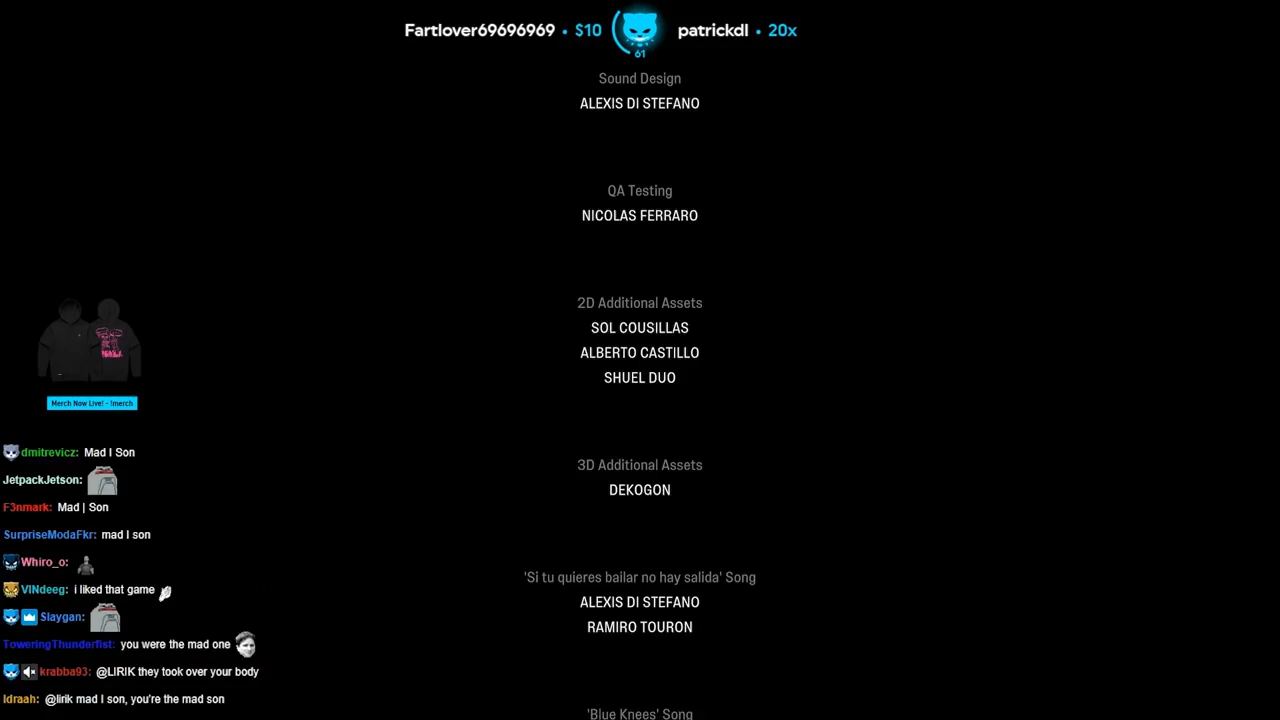 Fartlover69696969 • $10
patrickdl • 20x
61
Sound Design
ALEXIS DI STEFANO
QA Testing
NICOLAS FERRARO
2D Additional Assets
SOL COUSILLAS
ALBERTO CASTILLO
SHUEL DUO
3D Additional Assets
DEKOGON
'Si tu quieres bailar no hay salida' Song
ALEXIS DI STEFANO
RAMIRO TOURON
'Blue Knees' Song
Merch Now Live! - !merch
dmitrevicz: Mad I Son
JetpackJetson:
F3nmark: Mad | Son
SurpriseModaFkr: mad I son
Whiro_o:
VINdeeg: i liked that game
Slaygan:
ToweringThunderfist: you were the mad one
krabba93: @LIRIK they took over your body
Idraah: @lirik mad I son, you're the mad son